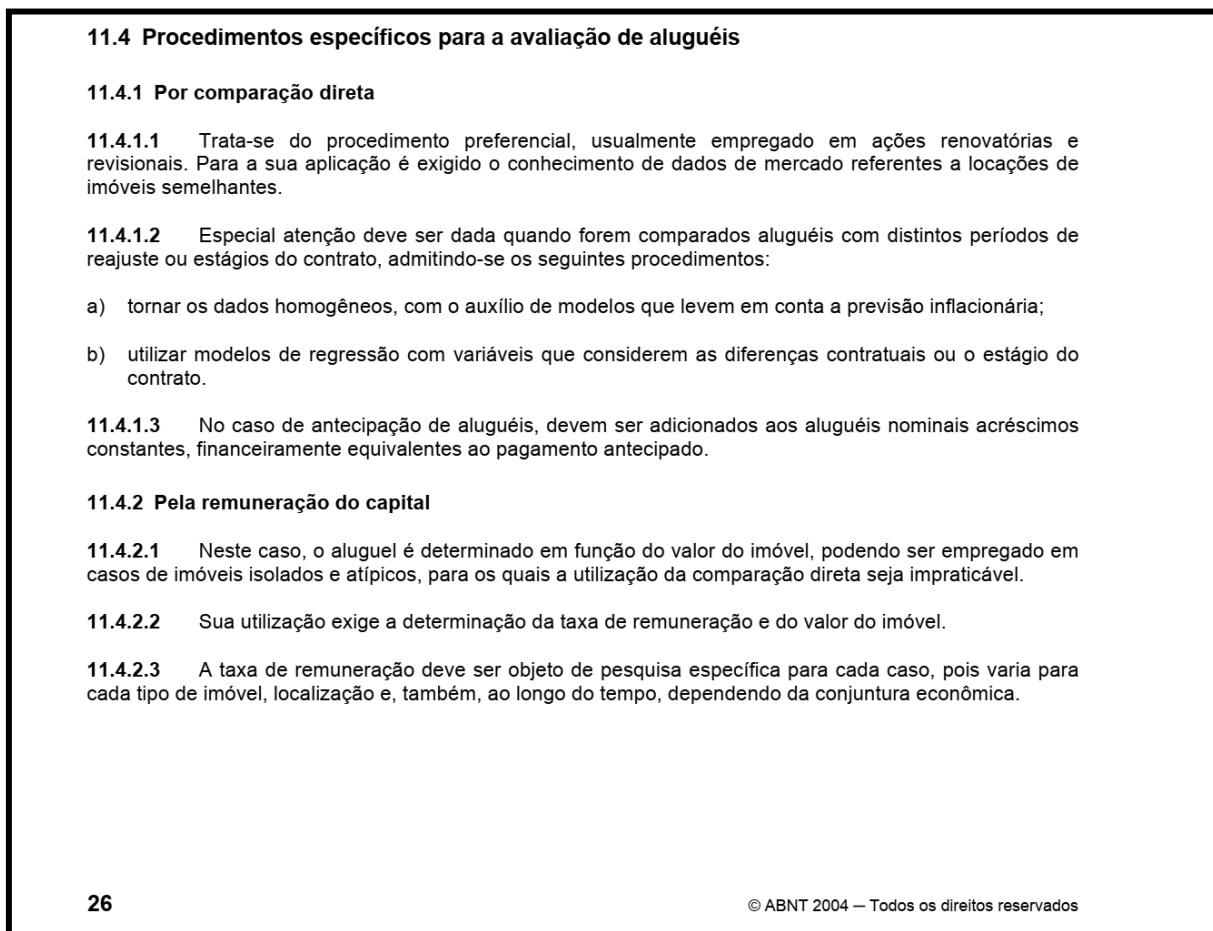 11.4 Procedimentos específicos para a avaliação de aluguéis
11.4.1 Por comparação direta
11.4.1.1 Trata-se do procedimento preferencial, usualmente empregado em ações renovatórias e
revisionais. Para a sua aplicação é exigido o conhecimento de dados de mercado referentes a locações de
imóveis semelhantes.
11.4.1.2 Especial atenção deve ser dada quando forem comparados aluguéis com distintos períodos de
reajuste ou estágios do contrato, admitindo-se os seguintes procedimentos:
a) tornar os dados homogêneos, com o auxílio de modelos que levem em conta a previsão inflacionária;
b) utilizar modelos de regressão com variáveis que considerem as diferenças contratuais ou o estágio do
contrato.
11.4.1.3 No caso de antecipação de aluguéis, devem ser adicionados aos aluguéis nominais acréscimos
constantes, financeiramente equivalentes ao pagamento antecipado.
11.4.2 Pela remuneração do capital
11.4.2.1 Neste caso, o aluguel é determinado em função do valor do imóvel, podendo ser empregado em
casos de imóveis isolados e atípicos, para os quais a utilização da comparação direta seja impraticável.
11.4.2.2 Sua utilização exige a determinação da taxa de remuneração e do valor do imóvel.
11.4.2.3 A taxa de remuneração deve ser objeto de pesquisa específica para cada caso, pois varia para
cada tipo de imóvel, localização e, também, ao longo do tempo, dependendo da conjuntura econômica.
26 © ABNT 2004 ─ Todos os direitos reservados